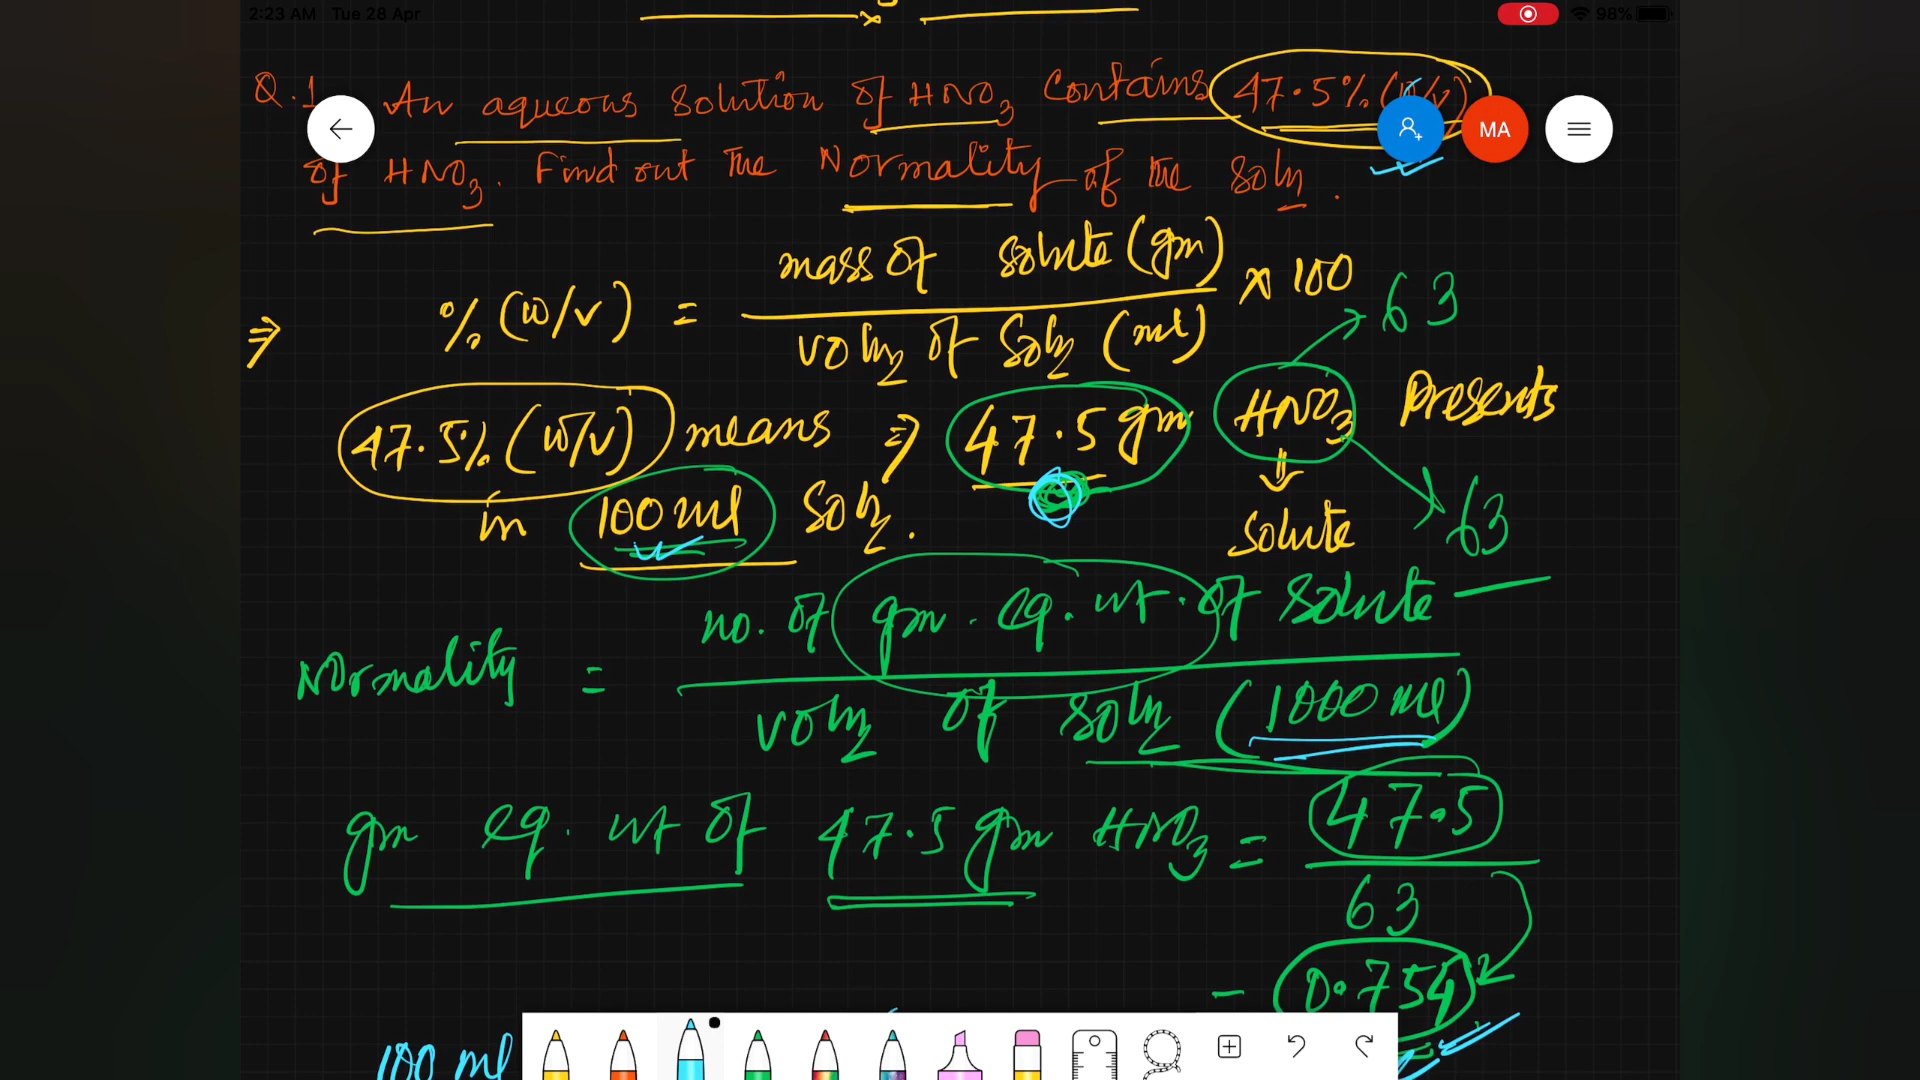 2:23 AM Tue 28 Apr 98%
Q.1 An aqueous solution of HNO3 contains 47.5% (w/v)
MA
of HNO3. Find out the Normality of the Soln.
mass of solute (gm)
⇒ % (w/v) = × 100
63
voln of Soln (ml)
47.5% (w/v) means ⇒ 47.5 gm HNO3 Presents
in 100 ml Soln.
solute
63
no. of gm. eq. wt. of solute
Normality =
voln of soln (1000 ml)
gm eq. wt of 47.5 gm HNO3 = 47.5
63
= 0.754
100 ml